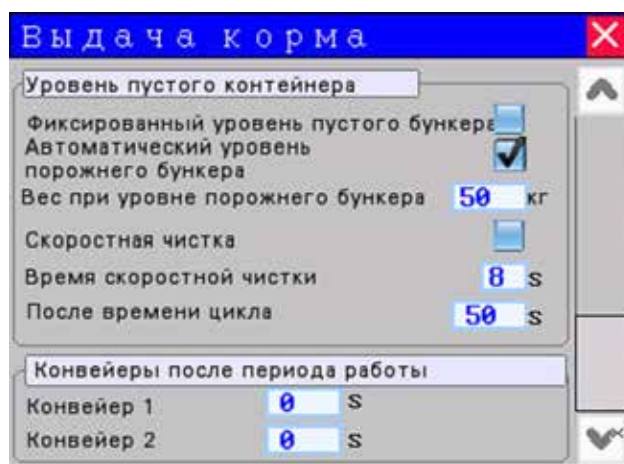 Выдача корма
Уровень пустого контейнера
Фиксированный уровень пустого бункера
Автоматический уровень
порожнего бункера
Вес при уровне порожнего бункера 50 кг
Скоростная чистка
Время скоростной чистки 8 s
После времени цикла 50 s
Конвейеры после периода работы
Конвейер 1 0 s
Конвейер 2 0 s